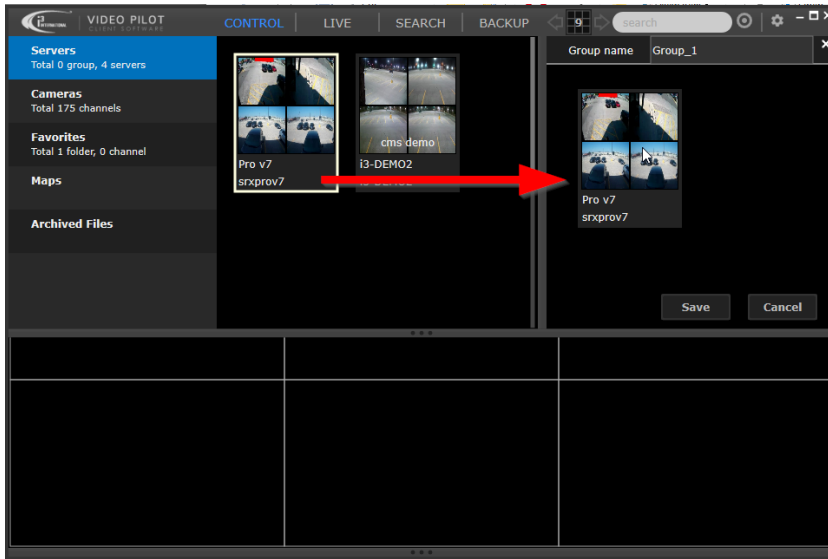 VIDEO PILOT
CLIENT SOFTWARE
CONTROL
LIVE
SEARCH
BACKUP
9
search
Servers
Total 0 group, 4 servers
Cameras
Total 175 channels
Favorites
Total 1 folder, 0 channel
Maps
Archived Files
cms demo
Pro v7
srxprov7
i3-DEMO2
i3-DEMO2
Group name
Group_1
Pro v7
srxprov7
Save
Cancel